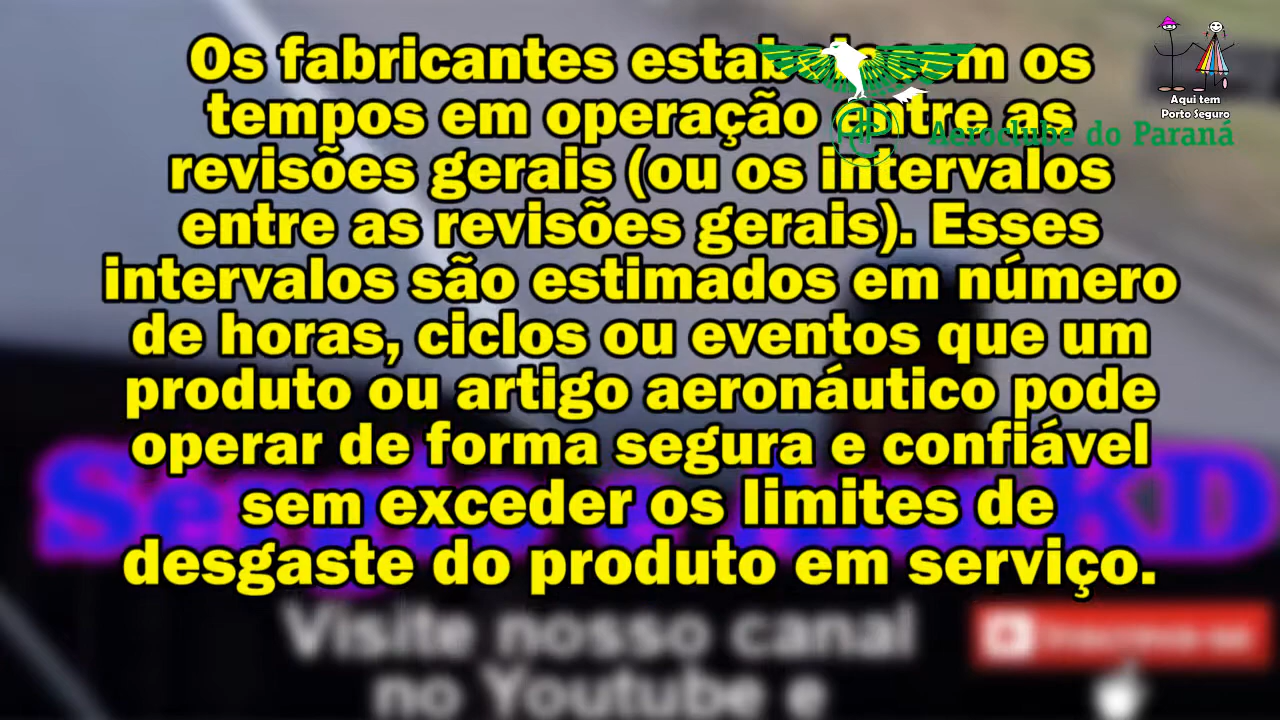 Os fabricantes estabelecem os
tempos em operação entre as
revisões gerais (ou os intervalos
entre as revisões gerais). Esses
intervalos são estimados em número
de horas, ciclos ou eventos que um
produto ou artigo aeronáutico pode
operar de forma segura e confiável
sem exceder os limites de
desgaste do produto em serviço.
Aqui tem
Porto Seguro
Aeroclube do Paraná
Visite nosso canal
no Youtube e
Inscreva-se